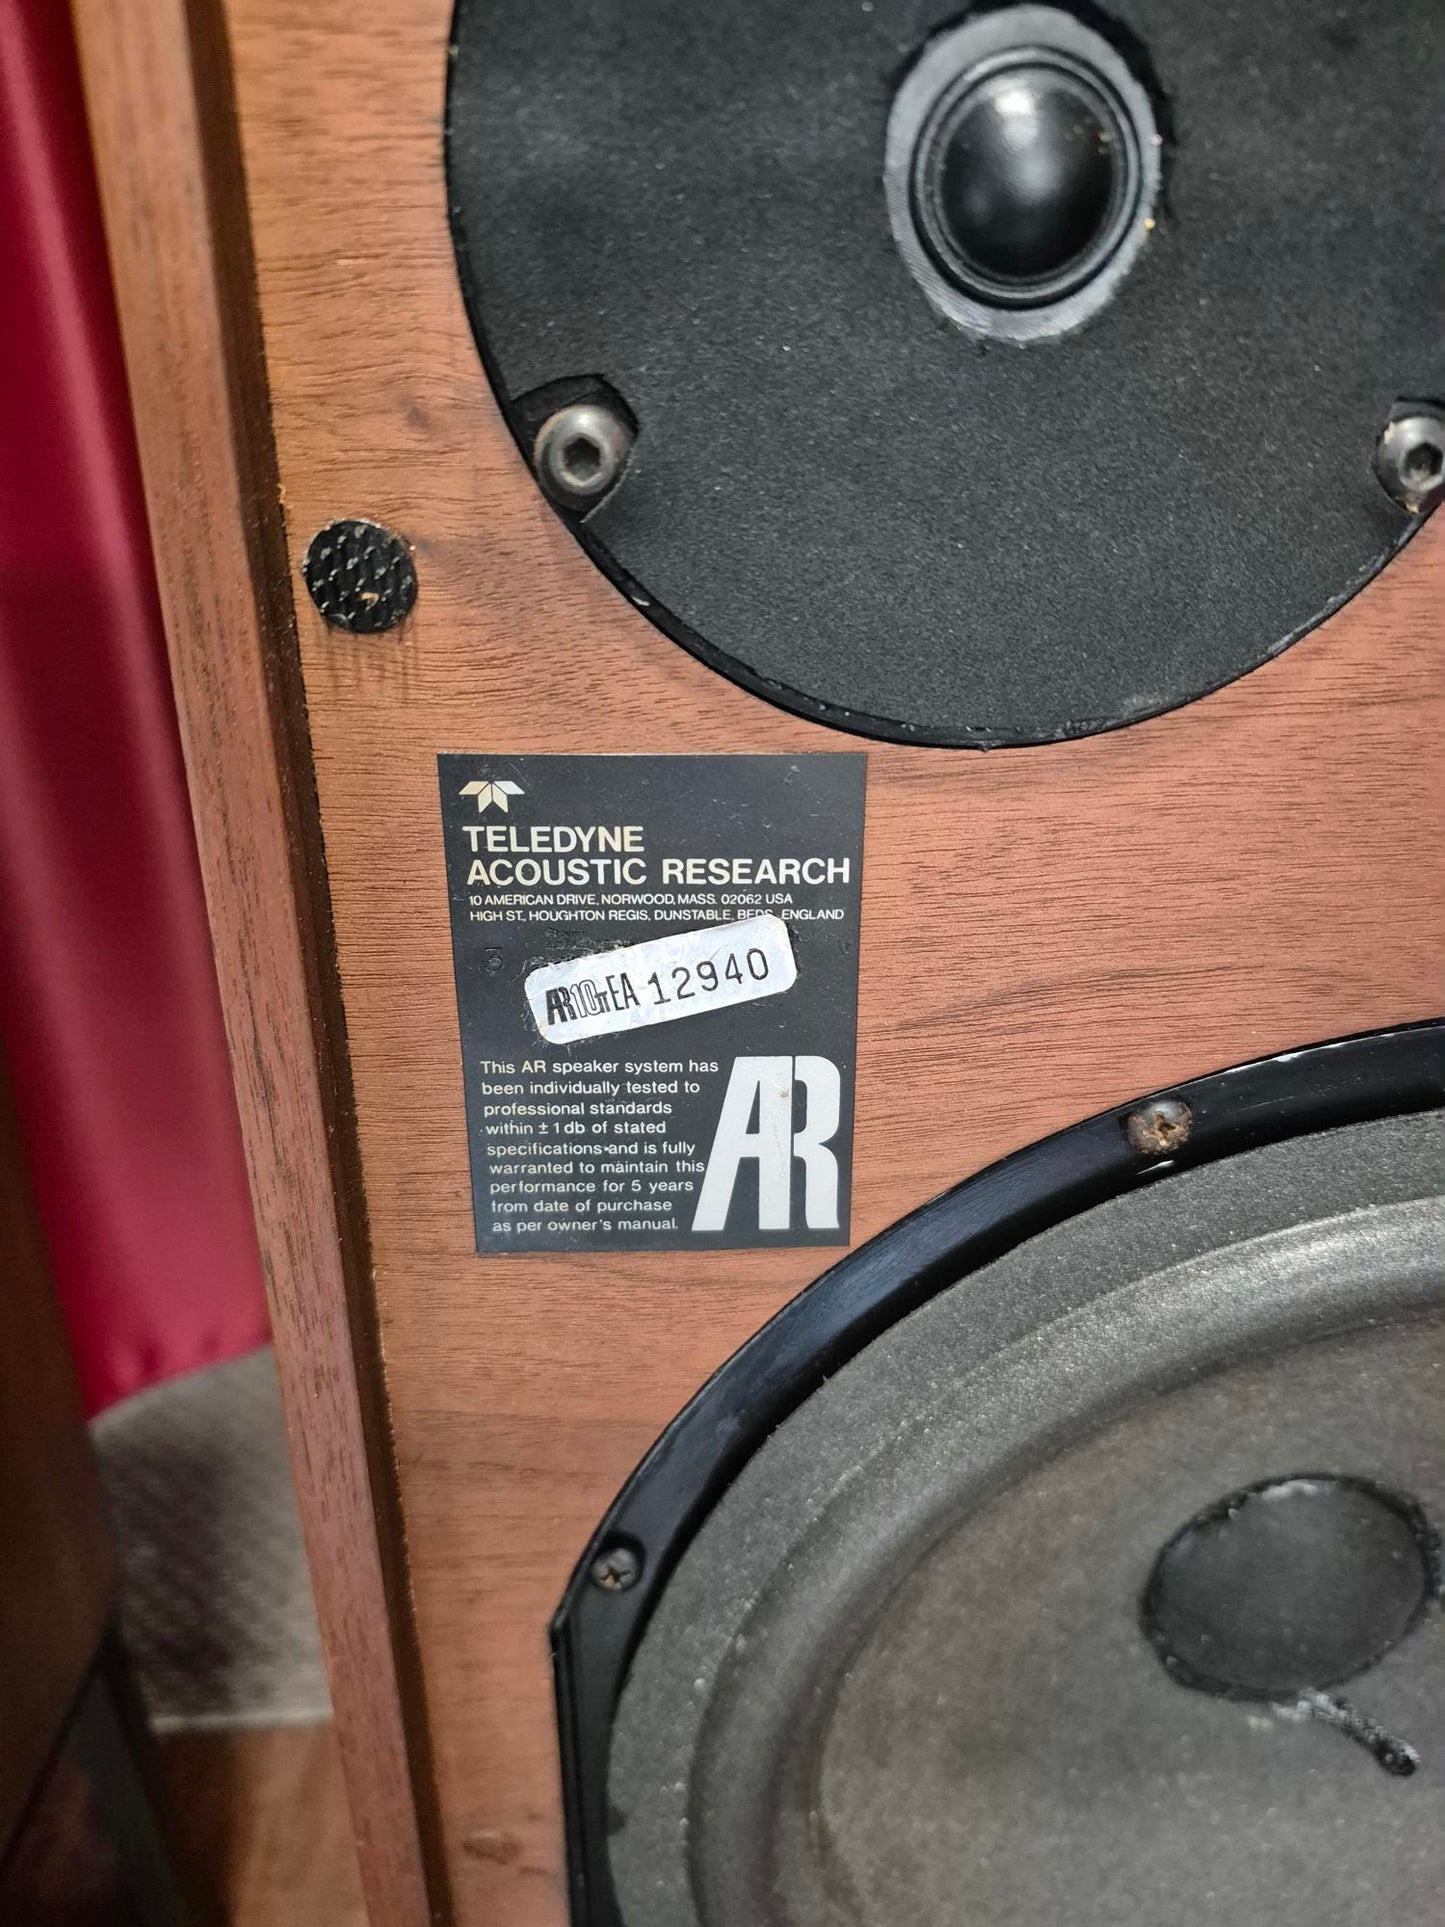 TELEDYNE
ACOUSTIC RESEARCH
10 AMERICAN DRIVE, NORWOOD, MASS. 02062 USA
HIGH ST., HOUGHTON REGIS, DUNSTABLE, BEDS. ENGLAND
3
AR10πEA 12940
This AR speaker system has
been individually tested to
professional standards
within ± 1 db of stated
specifications and is fully
warranted to maintain this
performance for 5 years
from date of purchase
as per owner's manual.
AR